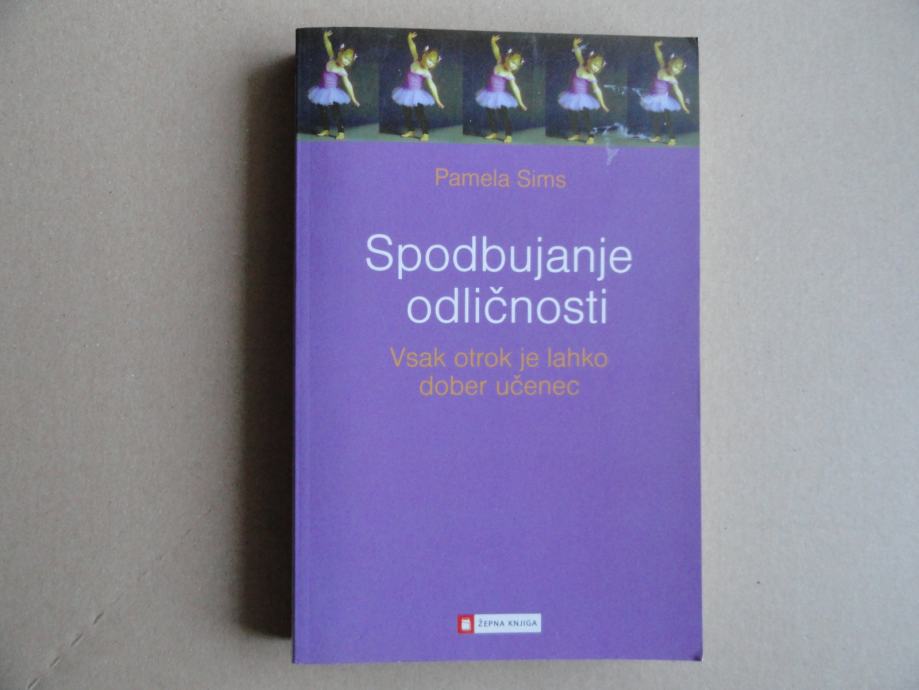 Pamela Sims
Spodbujanje
odličnosti
Vsak otrok je lahko
dober učenec
ŽEPNA KNJIGA